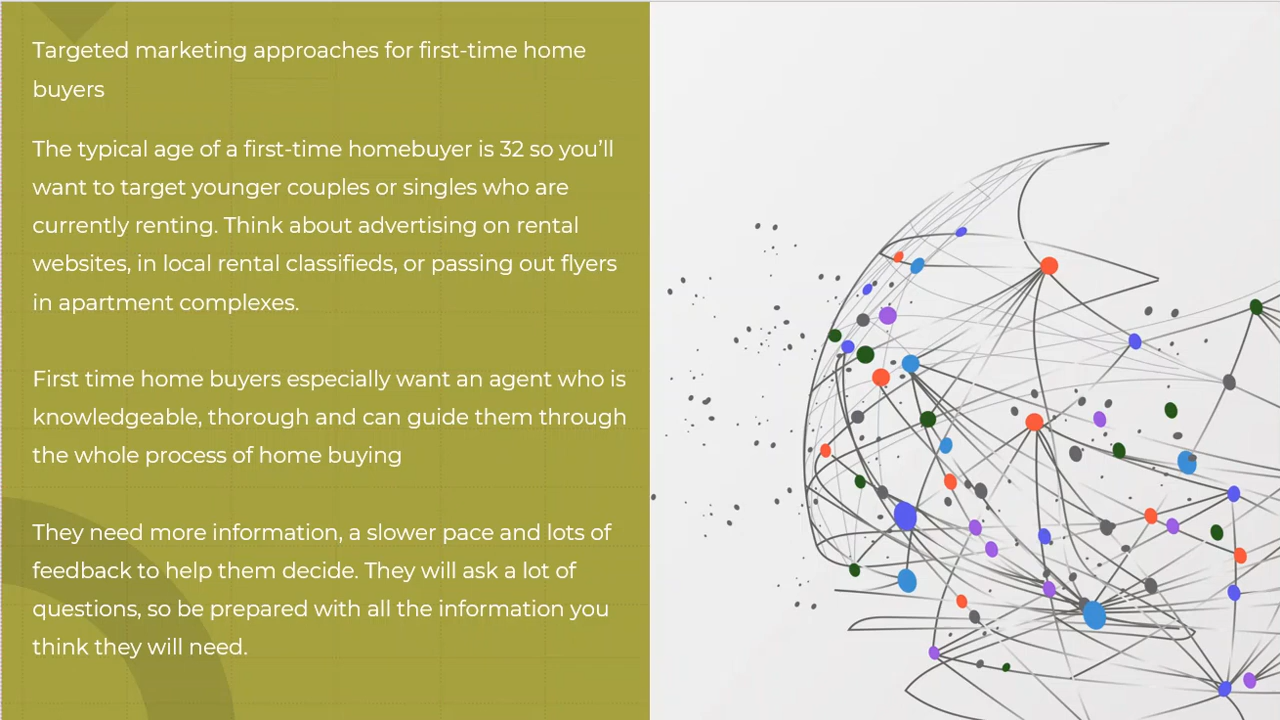 Targeted marketing approaches for first-time home
buyers
The typical age of a first-time homebuyer is 32 so you’ll
want to target younger couples or singles who are
currently renting. Think about advertising on rental
websites, in local rental classifieds, or passing out flyers
in apartment complexes.
First time home buyers especially want an agent who is
knowledgeable, thorough and can guide them through
the whole process of home buying
They need more information, a slower pace and lots of
feedback to help them decide. They will ask a lot of
questions, so be prepared with all the information you
think they will need.